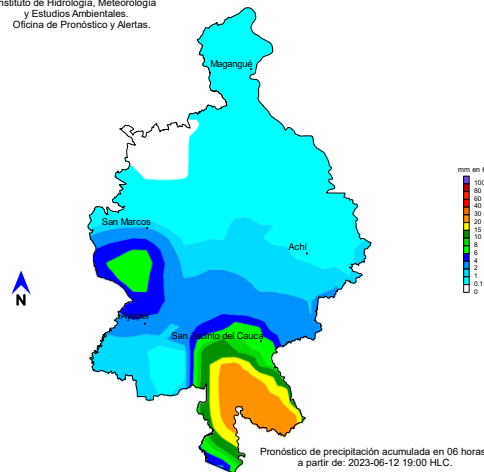 Instituto de Hidrología, Meteorología
y Estudios Ambientales.
Oficina de Pronóstico y Alertas.
Magangué
San Marcos
Achí
Ayapel
San Jacinto del Cauca
N
mm en 6
100
80
60
40
30
20
15
10
8
6
4
2
1
0.1
0
Pronóstico de precipitación acumulada en 06 horas
a partir de: 2023-06-12 19:00 HLC.